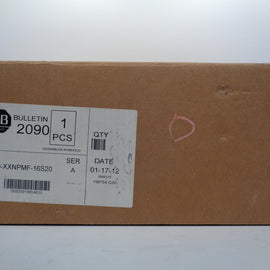 BULLETIN
2090
1
PCS
QTY
-XXNPMF-16S20
SER
A
DATE
01-17-12